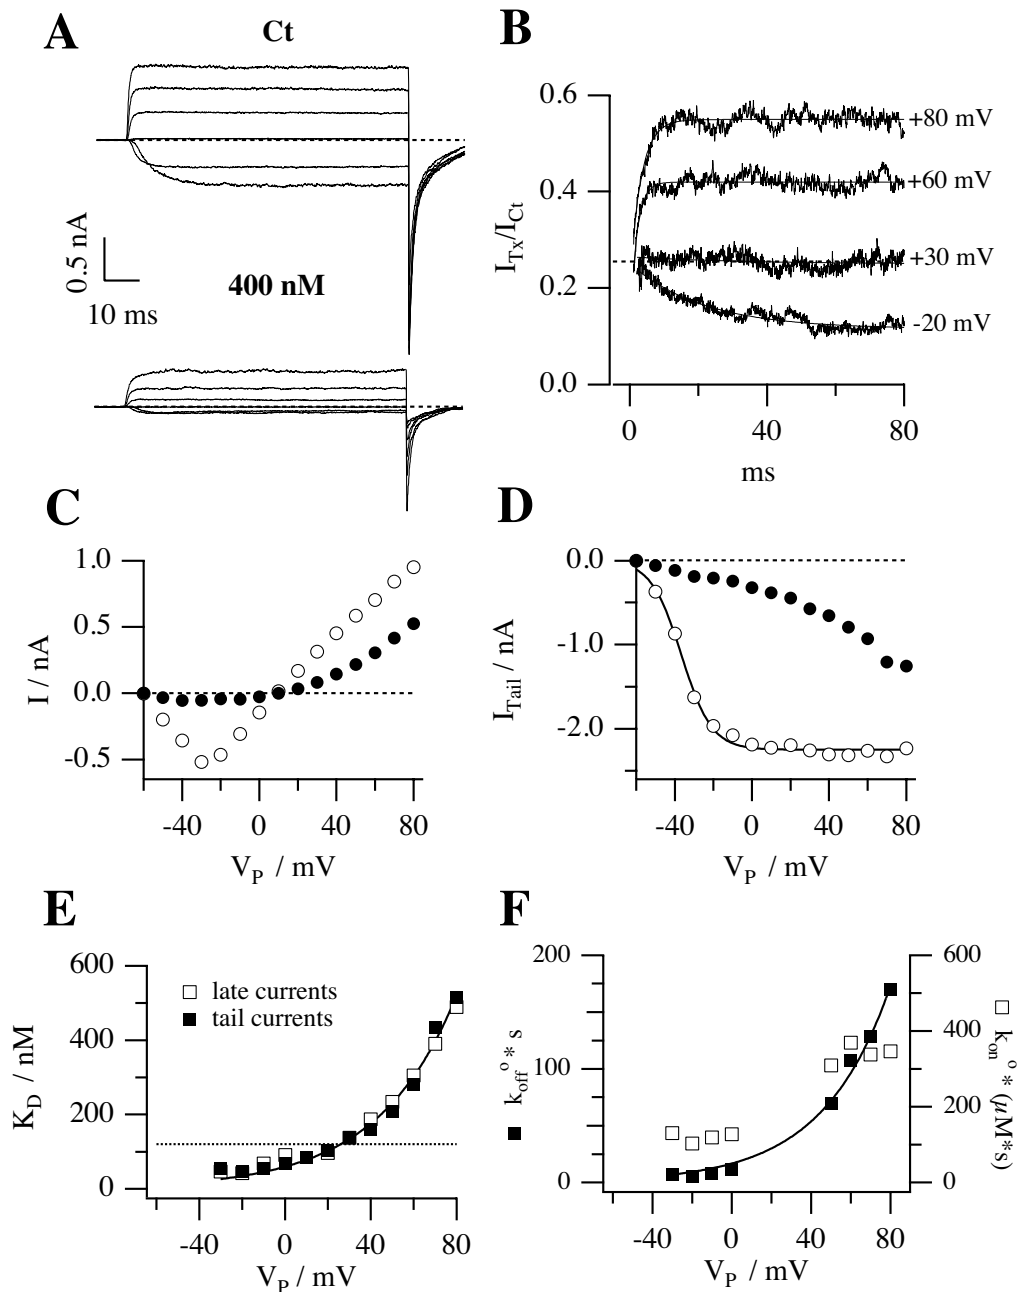 A
Ct
0.5 nA
10 ms
400 nM
B
I_Tx/I_Ct
0.6
0.4
0.2
0.0
+80 mV
+60 mV
+30 mV
-20 mV
0
40
80
ms
C
I / nA
1.0
0.5
0.0
-0.5
-40
0
40
80
V_P / mV
D
I_Tail / nA
0.0
-1.0
-2.0
-40
0
40
80
V_P / mV
E
K_D / nM
600
400
200
0
late currents
tail currents
-40
0
40
80
V_P / mV
F
k_off^o * s
200
100
0
600
400
200
0
k_on^o * (μM*s)
-40
0
40
80
V_P / mV